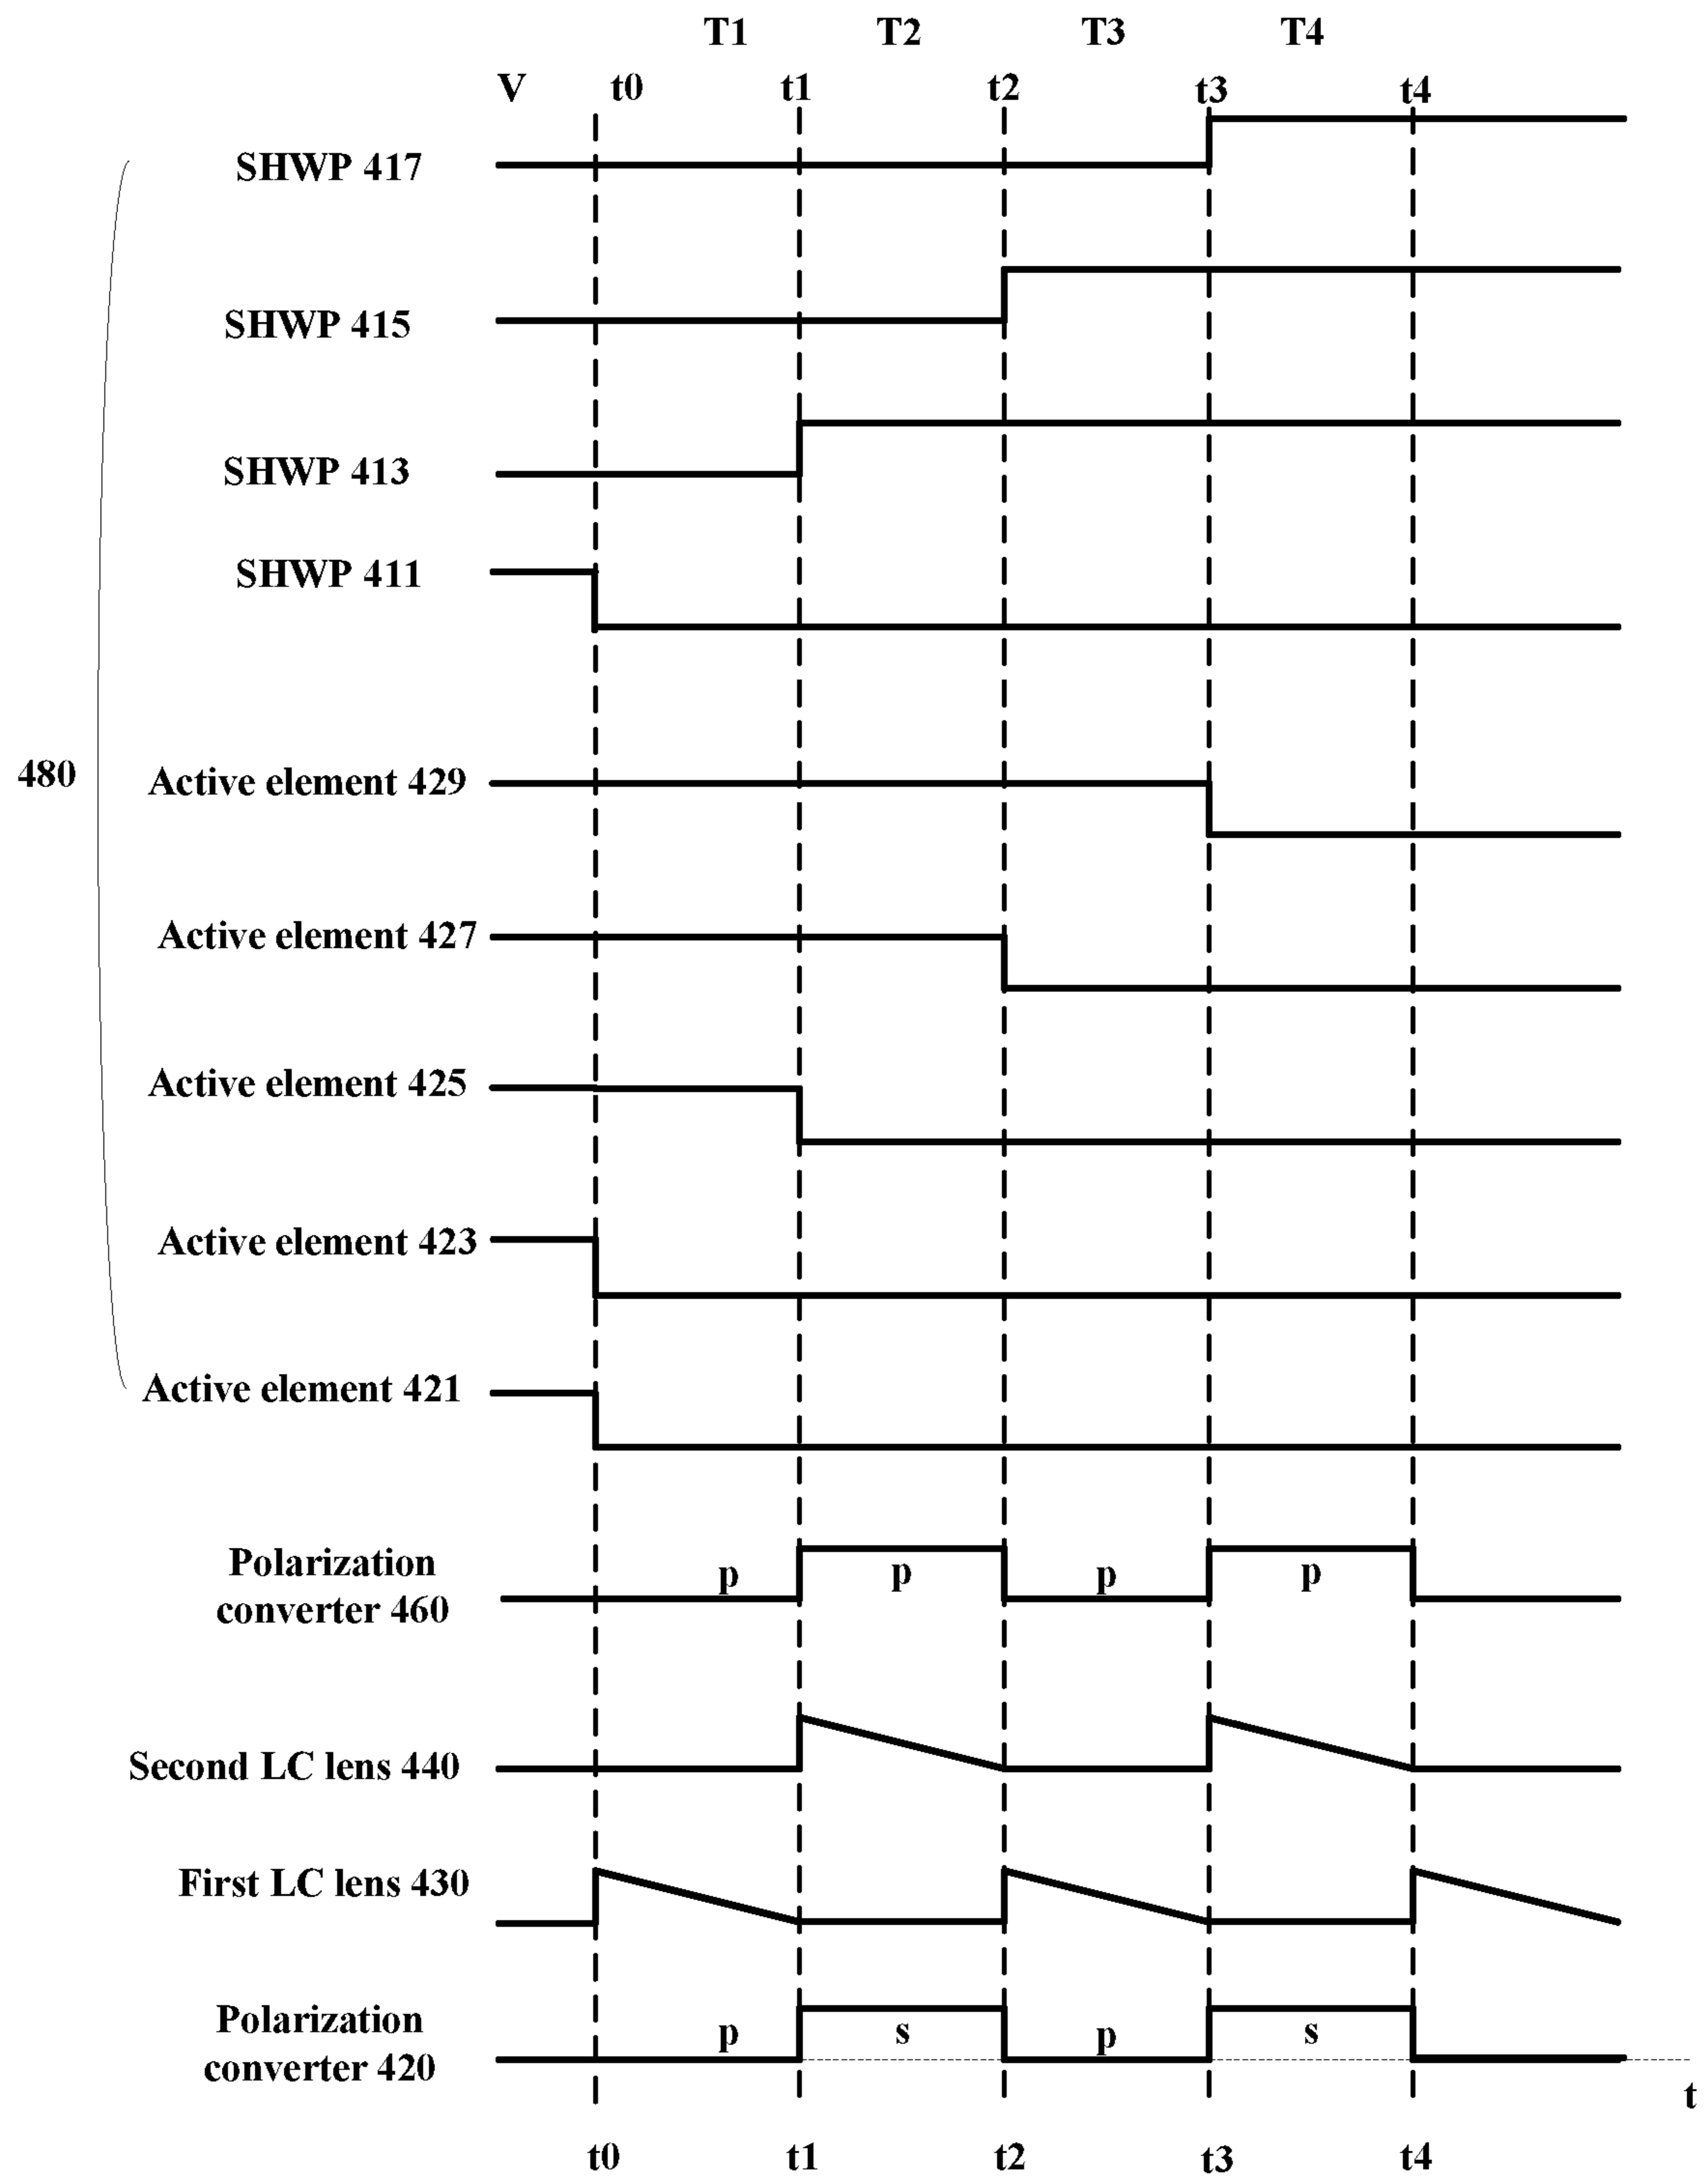 T1 T2 T3 T4
V t0 t1 t2 t3 t4
SHWP 417
SHWP 415
SHWP 413
SHWP 411
480
Active element 429
Active element 427
Active element 425
Active element 423
Active element 421
Polarization
converter 460
p p p p
Second LC lens 440
First LC lens 430
Polarization
converter 420
p s p s
t
t0 t1 t2 t3 t4